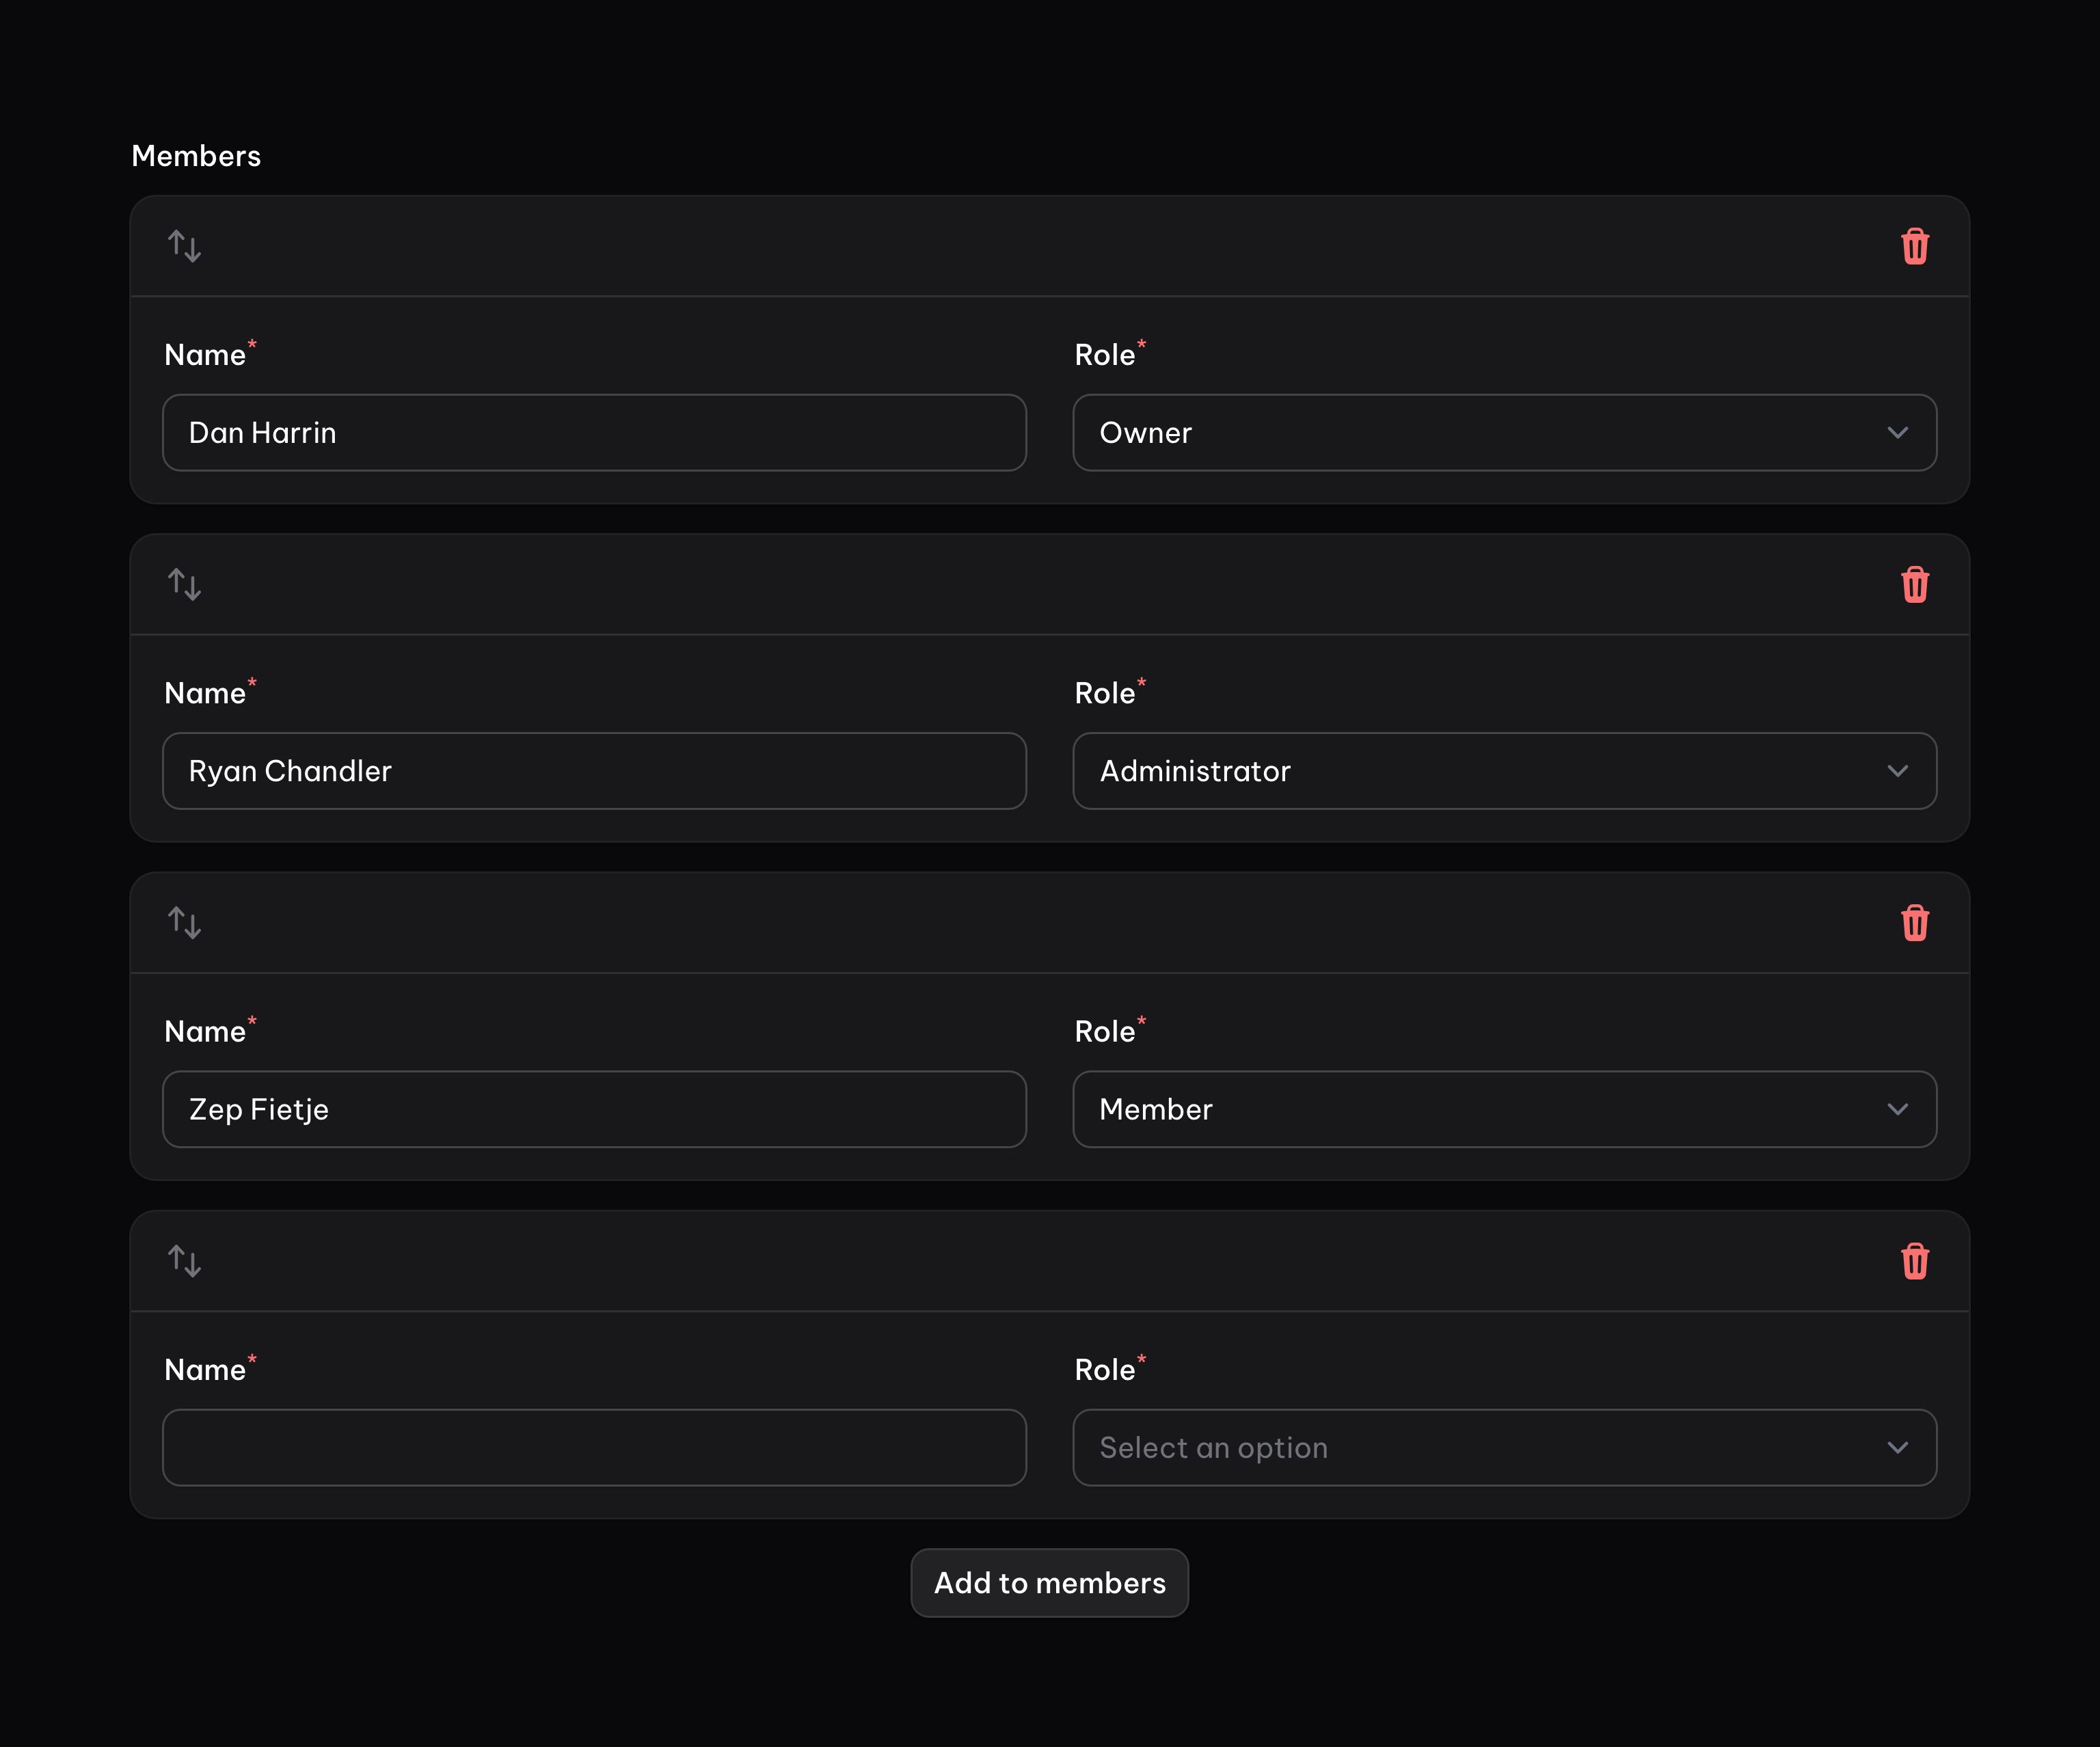 Members
Name* Role*
Dan Harrin Owner
Name* Role*
Ryan Chandler Administrator
Name* Role*
Zep Fietje Member
Name* Role*
Select an option
Add to members